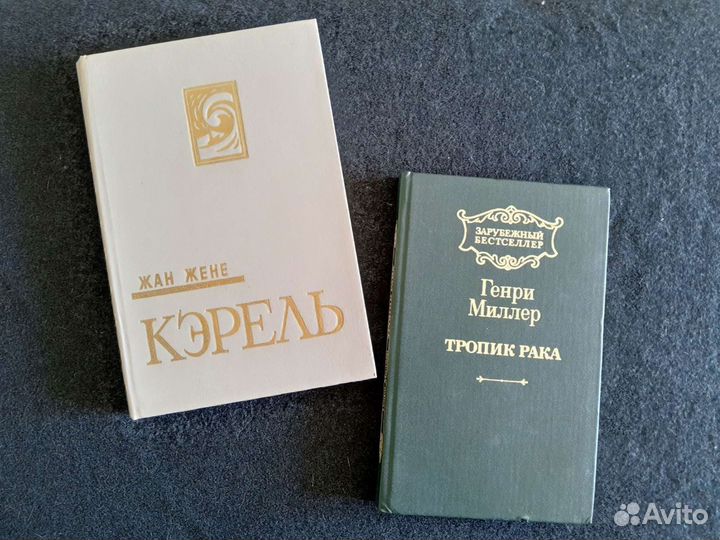 ЖАН ЖЕНЕ
КЭРЕЛЬ
ЗАРУБЕЖНЫЙ
БЕСТСЕЛЛЕР
Генри
Миллер
ТРОПИК РАКА
Avito